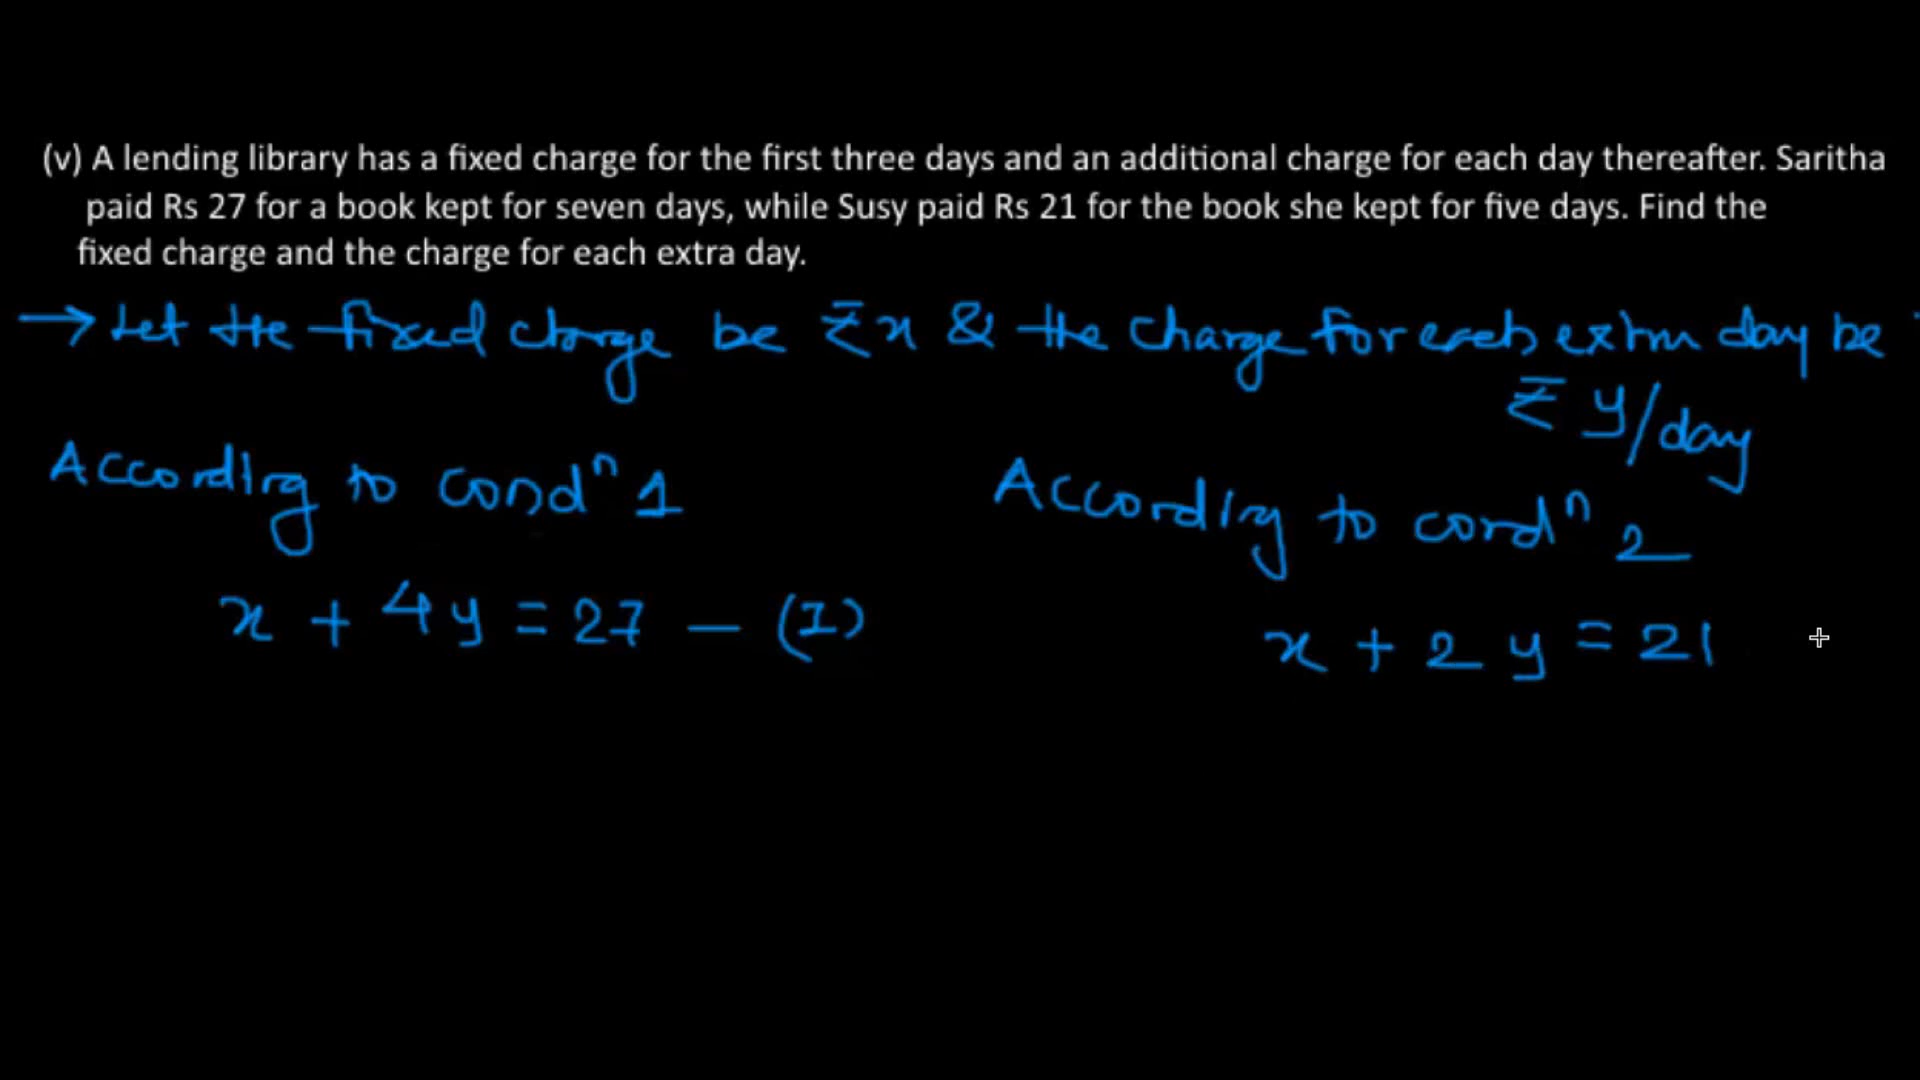 (v) A lending library has a fixed charge for the first three days and an additional charge for each day thereafter. Saritha
paid Rs 27 for a book kept for seven days, while Susy paid Rs 21 for the book she kept for five days. Find the
fixed charge and the charge for each extra day.
→ Let the fixed charge be ₹ x & the charge for each extra day be
₹ y/day
According to condⁿ 1
x + 4y = 27 — (I)
According to condⁿ 2
x + 2y = 21